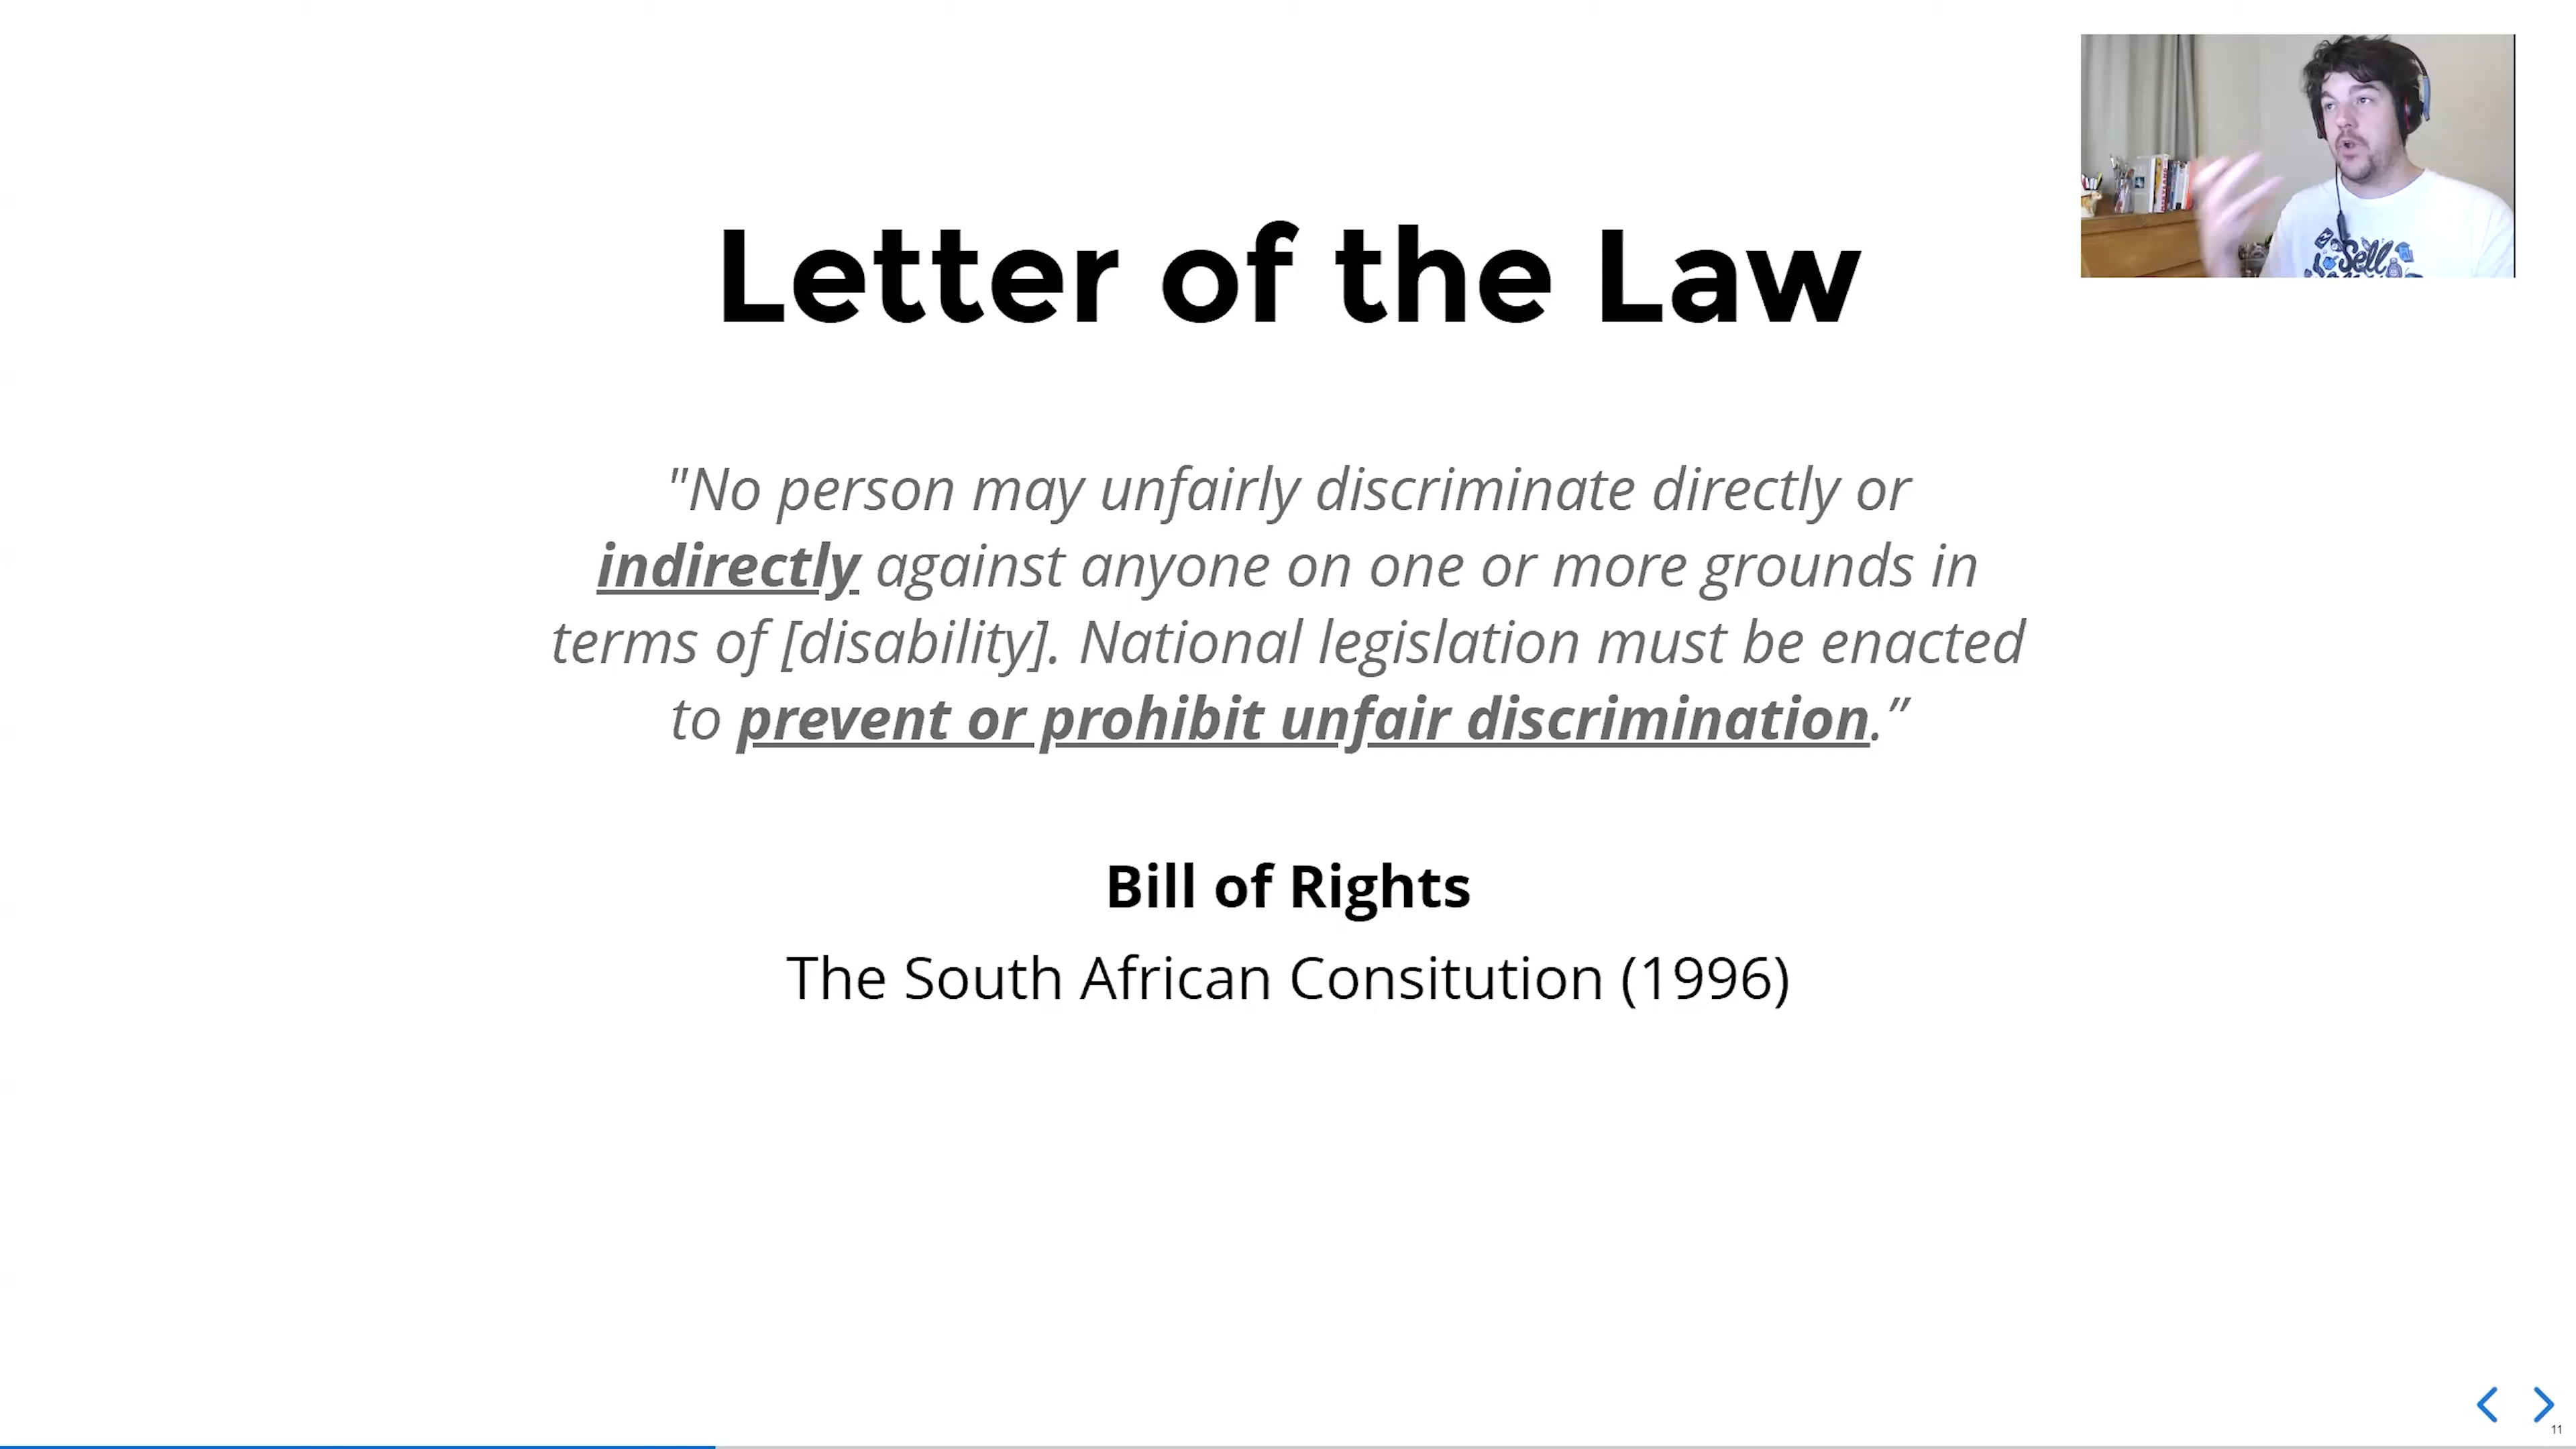 Letter of the Law
Sell
"No person may unfairly discriminate directly or
indirectly against anyone on one or more grounds in
terms of [disability]. National legislation must be enacted
to prevent or prohibit unfair discrimination.”
Bill of Rights
The South African Consitution (1996)
11